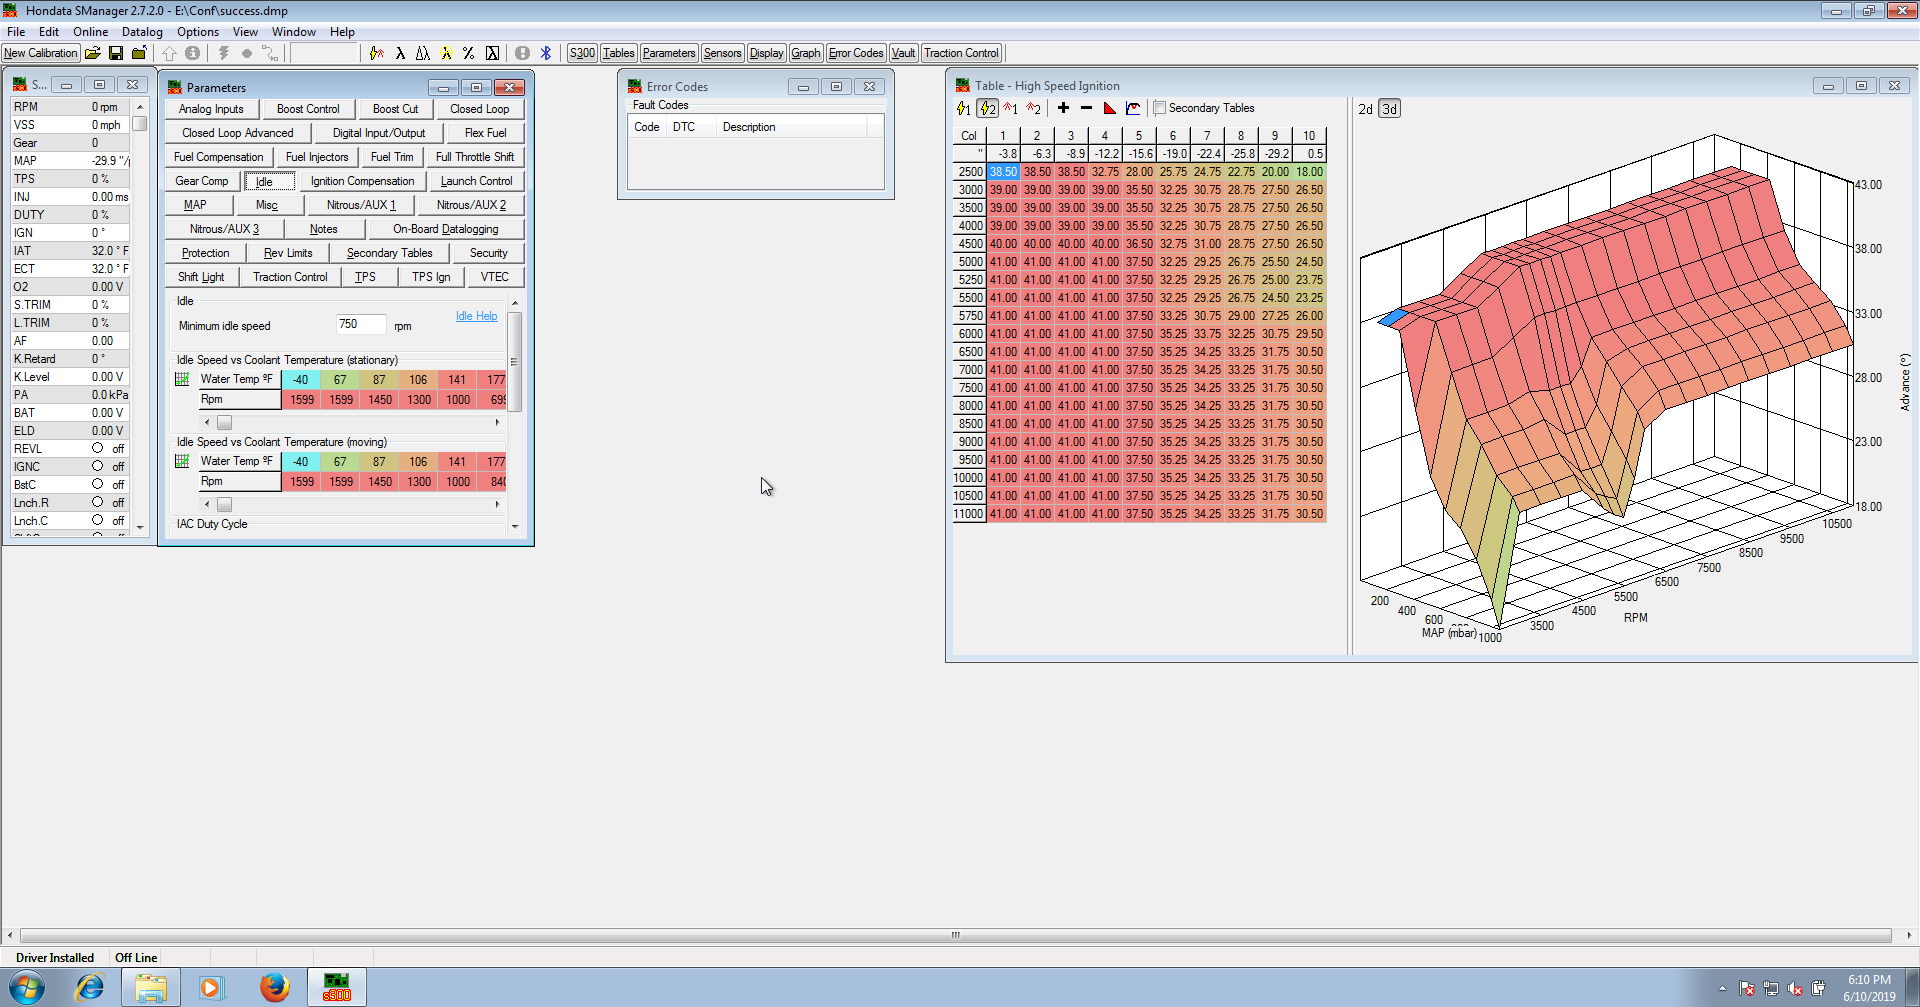 Hondata SManager 2.7.2.0 - E:\Conf\success.dmp
File Edit Online Datalog Options View Window Help
New Calibration S300 Tables Parameters Sensors Display Graph Error Codes Vault Traction Control
S...
RPM 0 rpm
VSS 0 mph
Gear 0
MAP -29.9 "/
TPS 0 %
INJ 0.00 ms
DUTY 0 %
IGN 0 °
IAT 32.0 ° F
ECT 32.0 ° F
O2 0.00 V
S.TRIM 0 %
L.TRIM 0 %
AF 0.00
K.Retard 0 °
K.Level 0.00 V
PA 0.0 kPa
BAT 0.00 V
ELD 0.00 V
REVL off
IGNC off
BstC off
Lnch.R off
Lnch.C off
Parameters
Analog Inputs Boost Control Boost Cut Closed Loop
Closed Loop Advanced Digital Input/Output Flex Fuel
Fuel Compensation Fuel Injectors Fuel Trim Full Throttle Shift
Gear Comp Idle Ignition Compensation Launch Control
MAP Misc Nitrous/AUX 1 Nitrous/AUX 2
Nitrous/AUX 3 Notes On-Board Datalogging
Protection Rev Limits Secondary Tables Security
Shift Light Traction Control TPS TPS Ign VTEC
Idle
Idle Help
Minimum idle speed 750 rpm
Idle Speed vs Coolant Temperature (stationary)
Water Temp ºF -40 67 87 106 141 177
Rpm 1599 1599 1450 1300 1000 699
Idle Speed vs Coolant Temperature (moving)
Water Temp ºF -40 67 87 106 141 177
Rpm 1599 1599 1450 1300 1000 840
IAC Duty Cycle
Error Codes
Fault Codes
Code DTC Description
Table - High Speed Ignition
1 2 1 2 Secondary Tables
Col 1 2 3 4 5 6 7 8 9 10
" -3.8 -6.3 -8.9 -12.2 -15.6 -19.0 -22.4 -25.8 -29.2 0.5
2500 38.50 38.50 38.50 32.75 28.00 25.75 24.75 22.75 20.00 18.00
3000 39.00 39.00 39.00 39.00 35.50 32.25 30.75 28.75 27.50 26.50
3500 39.00 39.00 39.00 39.00 35.50 32.25 30.75 28.75 27.50 26.50
4000 39.00 39.00 39.00 39.00 35.50 32.25 30.75 28.75 27.50 26.50
4500 40.00 40.00 40.00 40.00 36.50 32.75 31.00 28.75 27.50 26.50
5000 41.00 41.00 41.00 41.00 37.50 32.25 29.25 26.75 25.50 24.50
5250 41.00 41.00 41.00 41.00 37.50 32.25 29.25 26.75 25.00 23.75
5500 41.00 41.00 41.00 41.00 37.50 32.25 29.25 26.75 24.50 23.25
5750 41.00 41.00 41.00 41.00 37.50 33.25 30.75 29.00 27.25 26.00
6000 41.00 41.00 41.00 41.00 37.50 35.25 33.75 32.25 30.75 29.50
6500 41.00 41.00 41.00 41.00 37.50 35.25 34.25 33.25 31.75 30.50
7000 41.00 41.00 41.00 41.00 37.50 35.25 34.25 33.25 31.75 30.50
7500 41.00 41.00 41.00 41.00 37.50 35.25 34.25 33.25 31.75 30.50
8000 41.00 41.00 41.00 41.00 37.50 35.25 34.25 33.25 31.75 30.50
8500 41.00 41.00 41.00 41.00 37.50 35.25 34.25 33.25 31.75 30.50
9000 41.00 41.00 41.00 41.00 37.50 35.25 34.25 33.25 31.75 30.50
9500 41.00 41.00 41.00 41.00 37.50 35.25 34.25 33.25 31.75 30.50
10000 41.00 41.00 41.00 41.00 37.50 35.25 34.25 33.25 31.75 30.50
10500 41.00 41.00 41.00 41.00 37.50 35.25 34.25 33.25 31.75 30.50
11000 41.00 41.00 41.00 41.00 37.50 35.25 34.25 33.25 31.75 30.50
2d 3d
43.00
38.00
33.00
28.00
23.00
18.00
Advance (°)
200 400 600 1000
MAP (mbar)
3500 4500 5500 6500 7500 8500 9500 10500
RPM
Driver Installed Off Line
s300
6:10 PM
6/10/2019